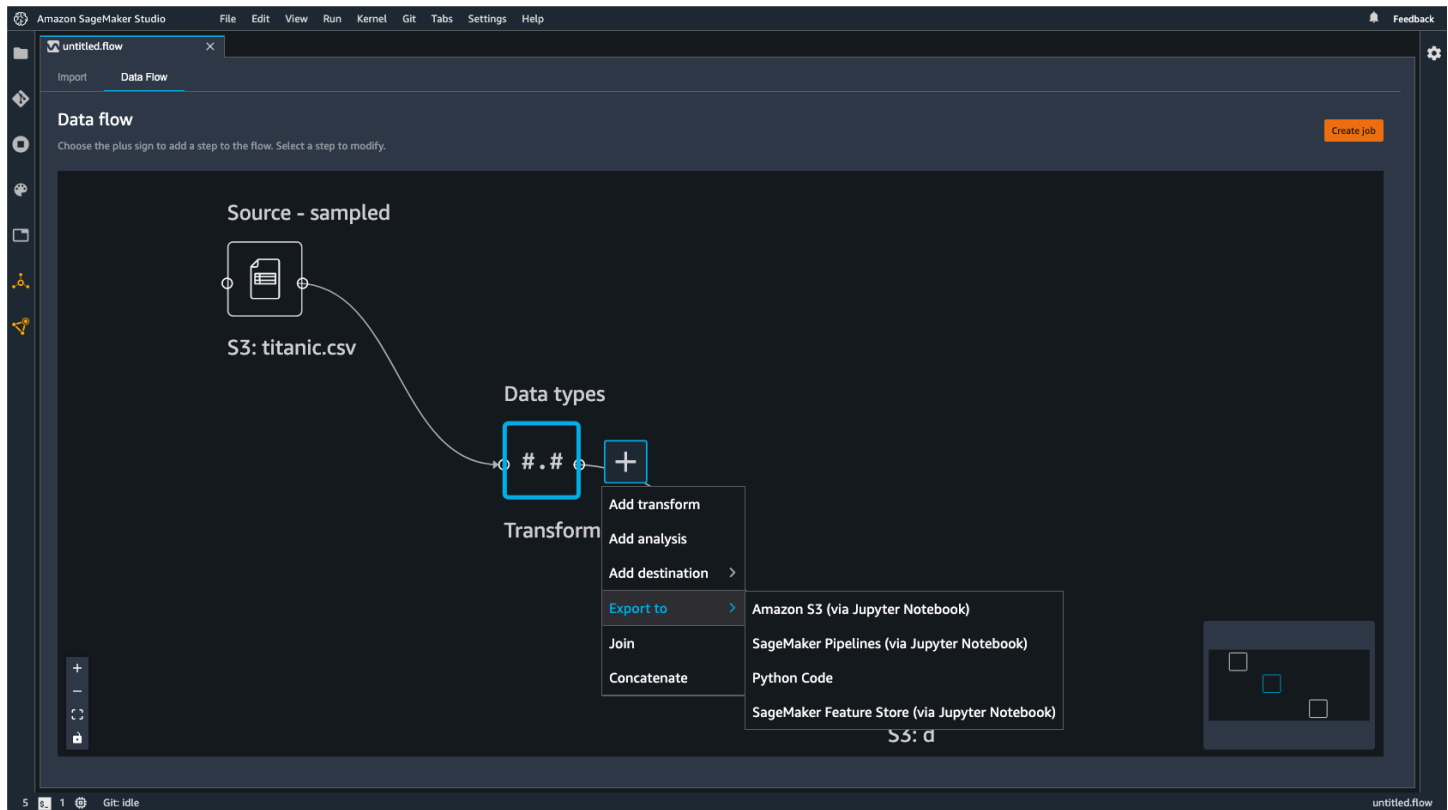 Amazon SageMaker Studio File Edit View Run Kernel Git Tabs Settings Help Feedback
untitled.flow
Import Data Flow
Data flow
Create job
Choose the plus sign to add a step to the flow. Select a step to modify.
Source - sampled
S3: titanic.csv
Data types
#.#
Transform
Add transform
Add analysis
Add destination
Export to
Join
Concatenate
Amazon S3 (via Jupyter Notebook)
SageMaker Pipelines (via Jupyter Notebook)
Python Code
SageMaker Feature Store (via Jupyter Notebook)
S3: d
5 $_ 1 Git: idle untitled.flow